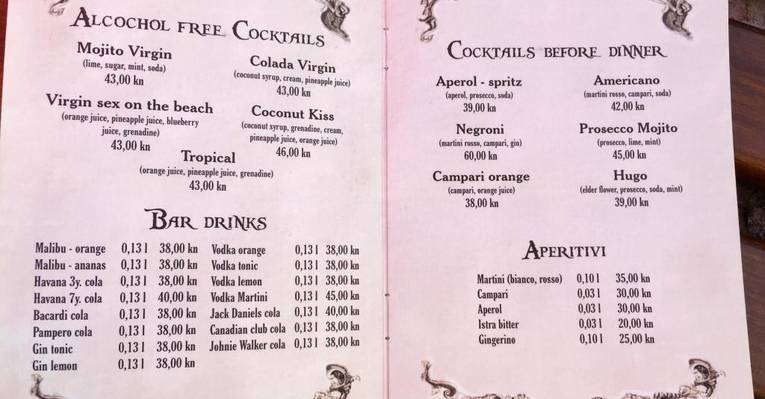 ALCOCHOL FREE COCKTAILS
Mojito Virgin
(lime, sugar, mint, soda)
43,00 kn
Colada Virgin
(coconut syrup, cream, pineapple juice)
43,00 kn
Virgin sex on the beach
(orange juice, pineapple juice, blueberry
juice, grenadine)
43,00 kn
Coconut Kiss
(coconut syrup, grenadine, cream,
pineapple juice, orange juice)
46,00 kn
Tropical
(orange juice, pineapple juice, grenadine)
43,00 kn
BAR DRINKS
Malibu - orange 0,13 l 38,00 kn
Malibu - ananas 0,13 l 38,00 kn
Havana 3y. cola 0,13 l 38,00 kn
Havana 7y. cola 0,13 l 40,00 kn
Bacardi cola 0,13 l 38,00 kn
Pampero cola 0,13 l 38,00 kn
Gin tonic 0,13 l 38,00 kn
Gin lemon 0,13 l 38,00 kn
Vodka orange 0,13 l 38,00 kn
Vodka tonic 0,13 l 38,00 kn
Vodka lemon 0,13 l 38,00 kn
Vodka Martini 0,13 l 45,00 kn
Jack Daniels cola 0,13 l 40,00 kn
Canadian club cola 0,13 l 38,00 kn
Johnie Walker cola 0,13 l 38,00 kn
COCKTAILS BEFORE DINNER
Aperol - spritz
(aperol, prosecco, soda)
39,00 kn
Americano
(martini rosso, campari, soda)
42,00 kn
Negroni
(martini rosso, campari, gin)
60,00 kn
Prosecco Mojito
(prosecco, lime, mint)
45,00 kn
Campari orange
(campari, orange juice)
38,00 kn
Hugo
(elder flower, prosecco, soda, mint)
39,00 kn
APERITIVI
Martini (bianco, rosso) 0,10 l 35,00 kn
Campari 0,03 l 30,00 kn
Aperol 0,03 l 30,00 kn
Istra bitter 0,03 l 20,00 kn
Gingerino 0,10 l 25,00 kn